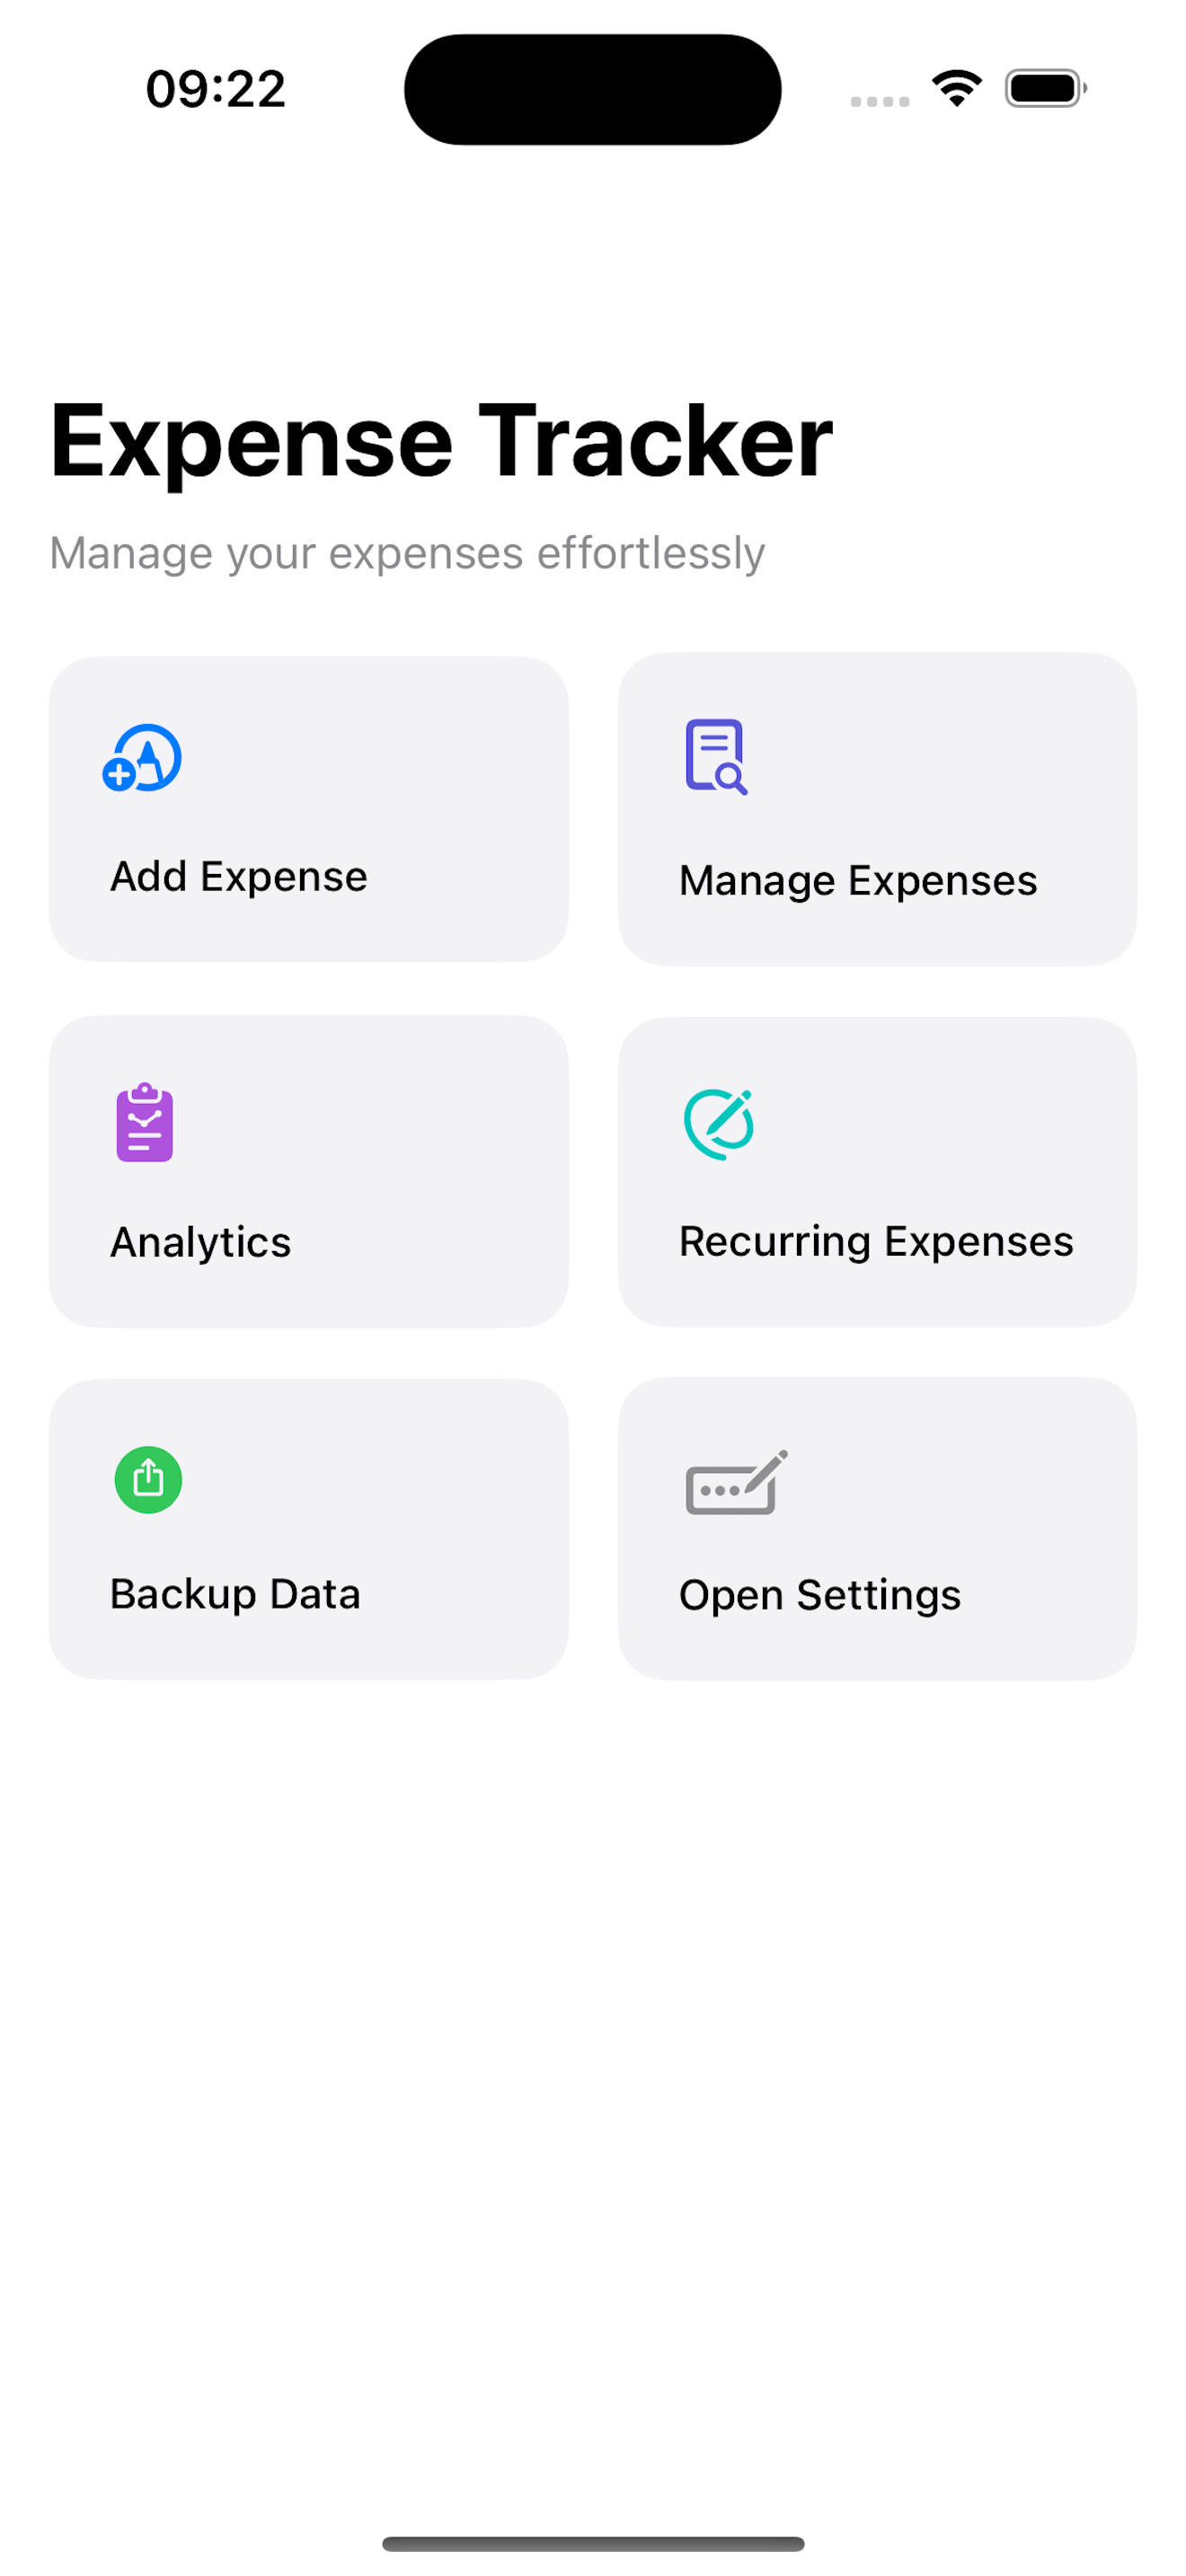 09:22
Expense Tracker
Manage your expenses effortlessly
Add Expense
Manage Expenses
Analytics
Recurring Expenses
Backup Data
Open Settings